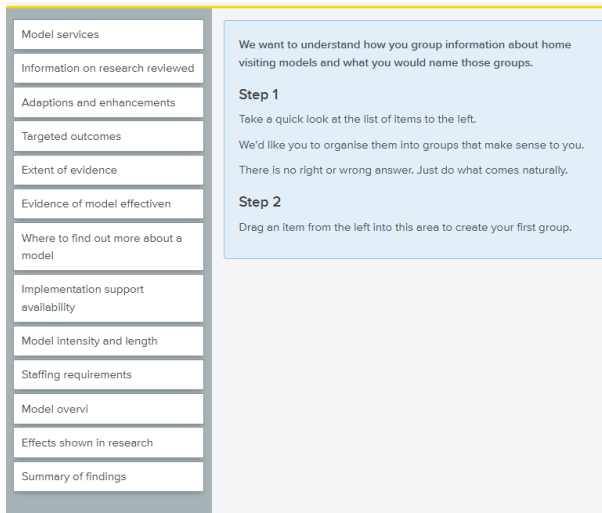 Model services
Information on research reviewed
Adaptions and enhancements
Targeted outcomes
Extent of evidence
Evidence of model effectiven
Where to find out more about a
model
Implementation support
availability
Model intensity and length
Staffing requirements
Model overvi
Effects shown in research
Summary of findings
We want to understand how you group information about home
visiting models and what you would name those groups.
Step 1
Take a quick look at the list of items to the left.
We'd like you to organise them into groups that make sense to you.
There is no right or wrong answer. Just do what comes naturally.
Step 2
Drag an item from the left into this area to create your first group.